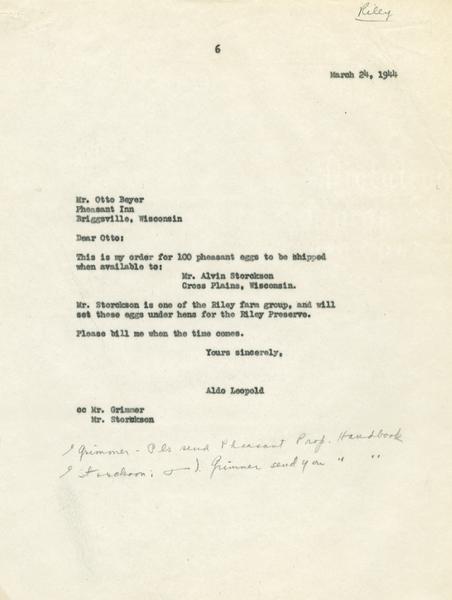 Riley
6
March 24, 1944
Mr. Otto Beyer
Pheasant Inn
Briggsville, Wisconsin
Dear Otto:
This is my order for 100 pheasant eggs to be shipped
when available to:
Mr. Alvin Storckson
Cross Plains, Wisconsin.
Mr. Storckson is one of the Riley farm group, and will
set these eggs under hens for the Riley Preserve.
Please bill me when the time comes.
Yours sincerely,
Aldo Leopold
cc Mr. Grimmer
Mr. Storckson
Grimmer - Pls send Pheasant Prop. Handbook
Grimmer send you " "